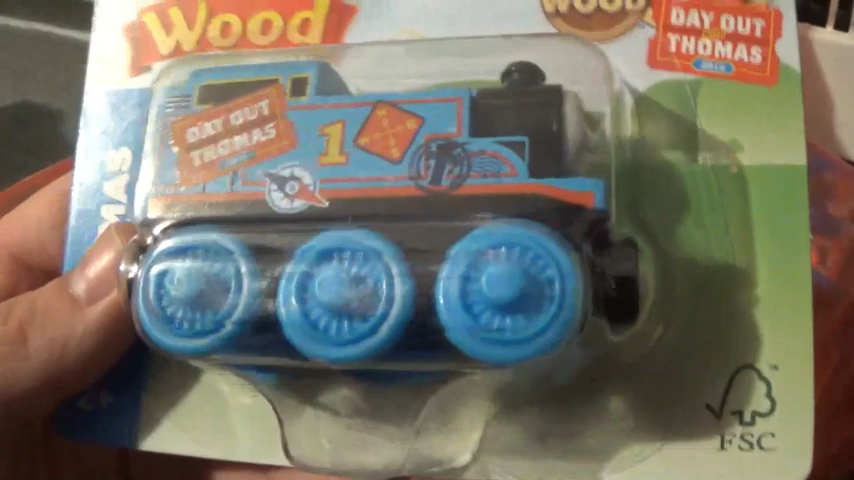 Wood
WOOD
DAY OUT
THOMAS
DAY OUT
THOMAS
1
MAS
FSC